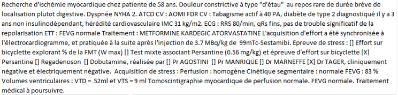 Recherche d'ischémie myocardique chez patiente de 58 ans. Douleur constrictive à type "d'étau" au repos rares de durée brève de
localisation plutot digestive. Dyspnée NYHA 2. ATCD CV : AOMI FDR CV : Tabagisme actif à 40 PA, diabète de type 2 diagnostiqué il y a 3
ans non insulinodépendant, hérédité cardiovasculaire IMC 31 kg/m2. ECG : RRS 80/min, qRs fins, pas de trouble significatif de la
repolarisation ETT : FEVG normale Traitement : METFORMINE KARDEGIC ATORVASTATINE L'acquisition d'effort a été synchronisée à
l'électrocardiogramme, et pratiquée à la suite après l'injection de 3.7 MBq/kg de 99mTc-Sestamibi. Epreuve de stress : [] Effort sur
bicyclette explorant % de la FMT (W max) [] Test mixte associant Persantine (0.56 mg/kg) et épreuve d'effort sur bicyclette [X]
Persantine [] Regadenoson [] Dobutamine, réalisée par [] Pr AGOSTINI [] Pr MANRIQUE [] Dr MARNEFFE [X] Dr TAGER, cliniquement
négative et électriquement négative. Acquisition de stress : Perfusion : homogène Cinétique segmentaire : normale FEVG : 83 %
Volumes ventriculaires : VTD = 52ml et VTS = 9 ml Tomoscintigraphie myocardique de perfusion normale. FEVG normale. Traitement
médical à poursuivre.